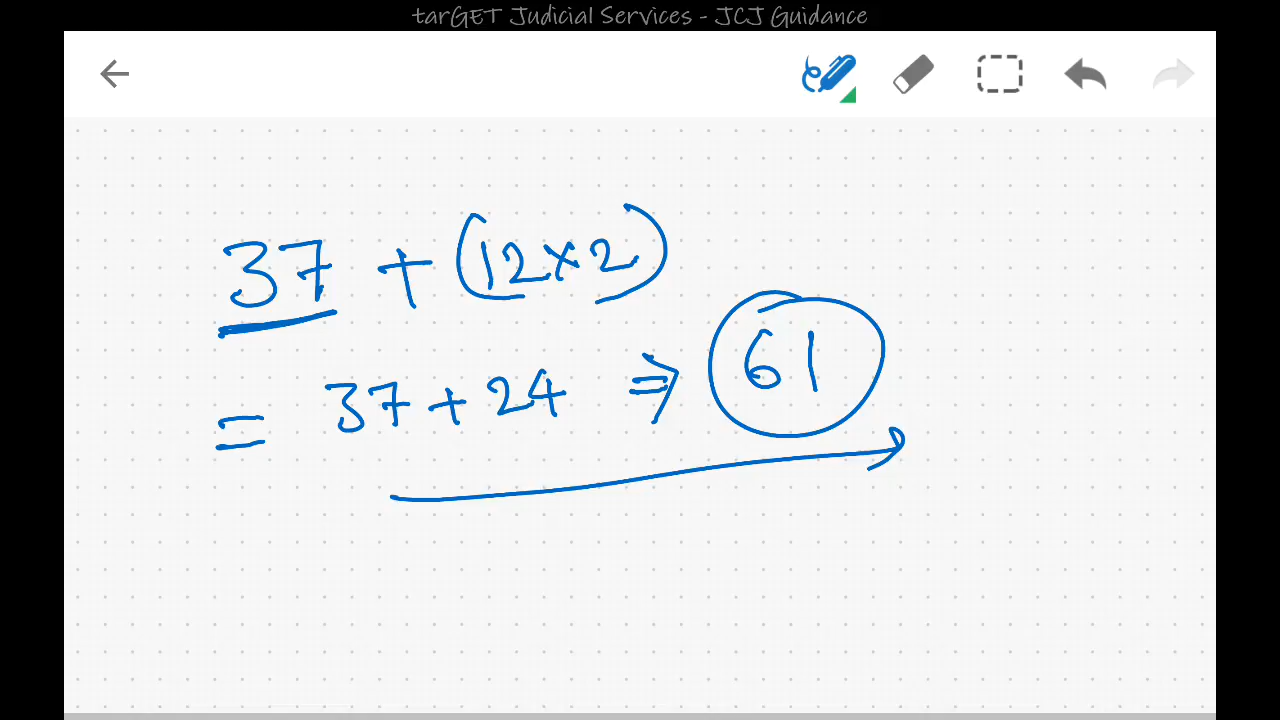 tarGET Judicial Services - JCJ Guidance
37 + (12×2)
= 37 + 24 ⇒ 61